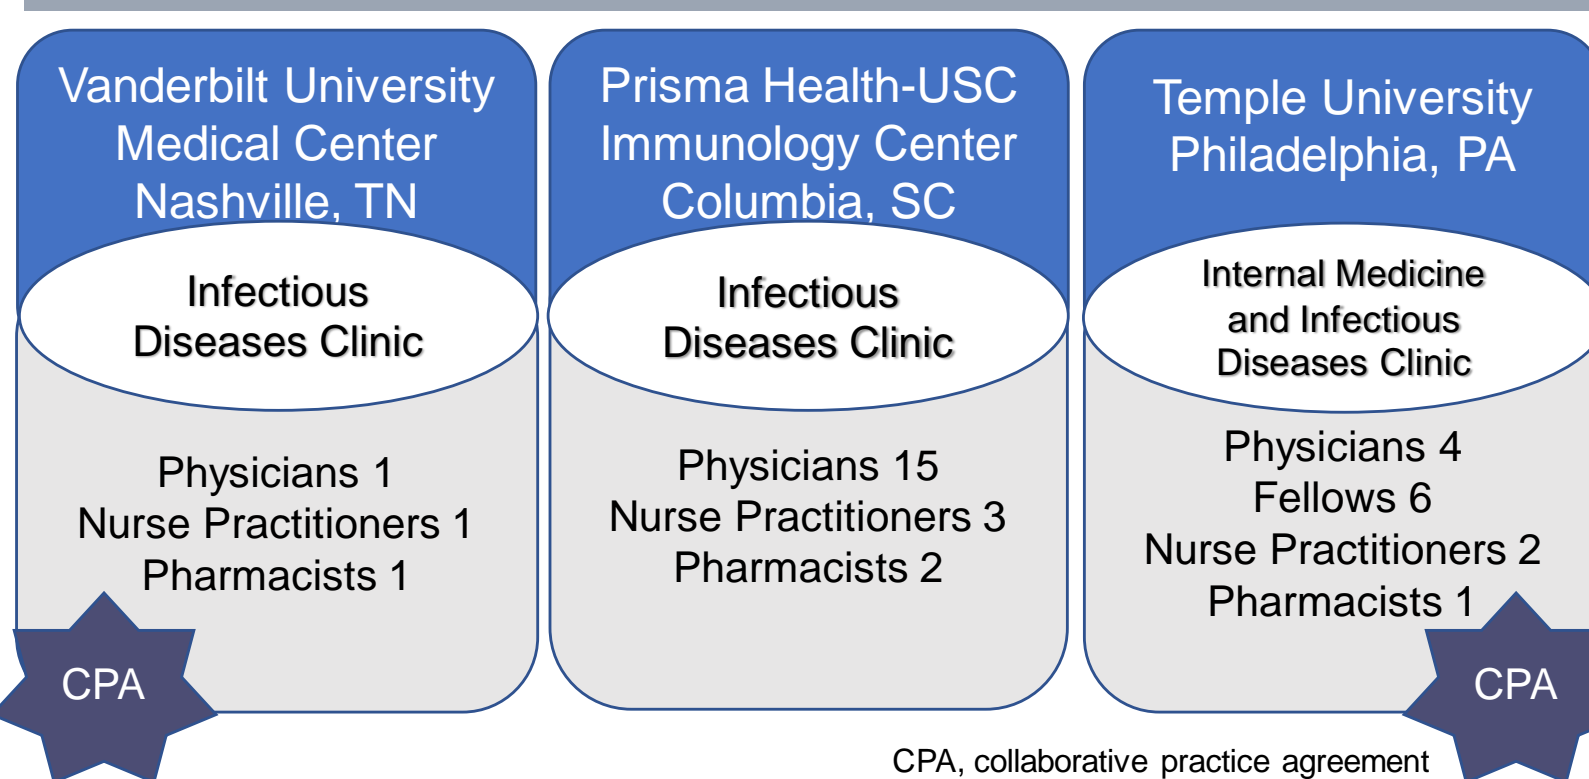 Vanderbilt University
Medical Center
Nashville, TN
Infectious
Diseases Clinic
Physicians 1
Nurse Practitioners 1
Pharmacists 1
CPA
Prisma Health-USC
Immunology Center
Columbia, SC
Infectious
Diseases Clinic
Physicians 15
Nurse Practitioners 3
Pharmacists 2
Temple University
Philadelphia, PA
Internal Medicine
and Infectious
Diseases Clinic
Physicians 4
Fellows 6
Nurse Practitioners 2
Pharmacists 1
CPA
CPA, collaborative practice agreement